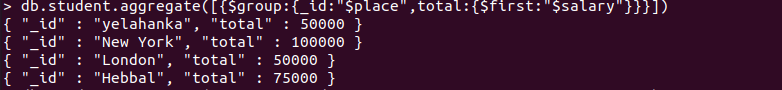 > db.student.aggregate([{$group:{_id:"$place",total:{$first:"$salary"}}}])
{ "_id" : "yelahanka", "total" : 50000 }
{ "_id" : "New York", "total" : 100000 }
{ "_id" : "London", "total" : 50000 }
{ "_id" : "Hebbal", "total" : 75000 }